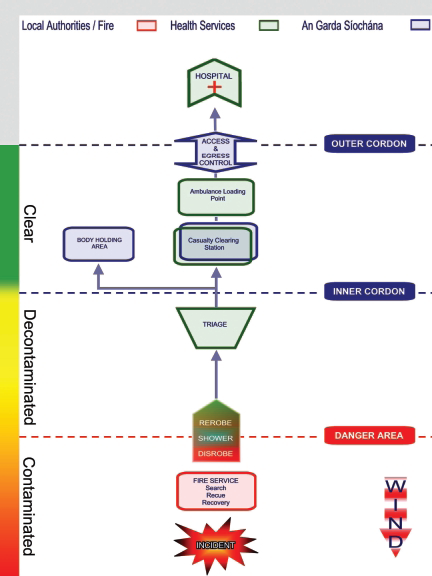 Local Authorities / Fire
Health Services
An Garda Síochána
HOSPITAL
ACCESS
&
EGRESS
CONTROL
OUTER CORDON
Ambulance Loading
Point
Clear
BODY HOLDING
AREA
Casualty Clearing
Station
INNER CORDON
TRIAGE
Decontaminated
REROBE
SHOWER
DISROBE
DANGER AREA
Contaminated
FIRE SERVICE
Search
Recue
Recovery
WIND
INCIDENT